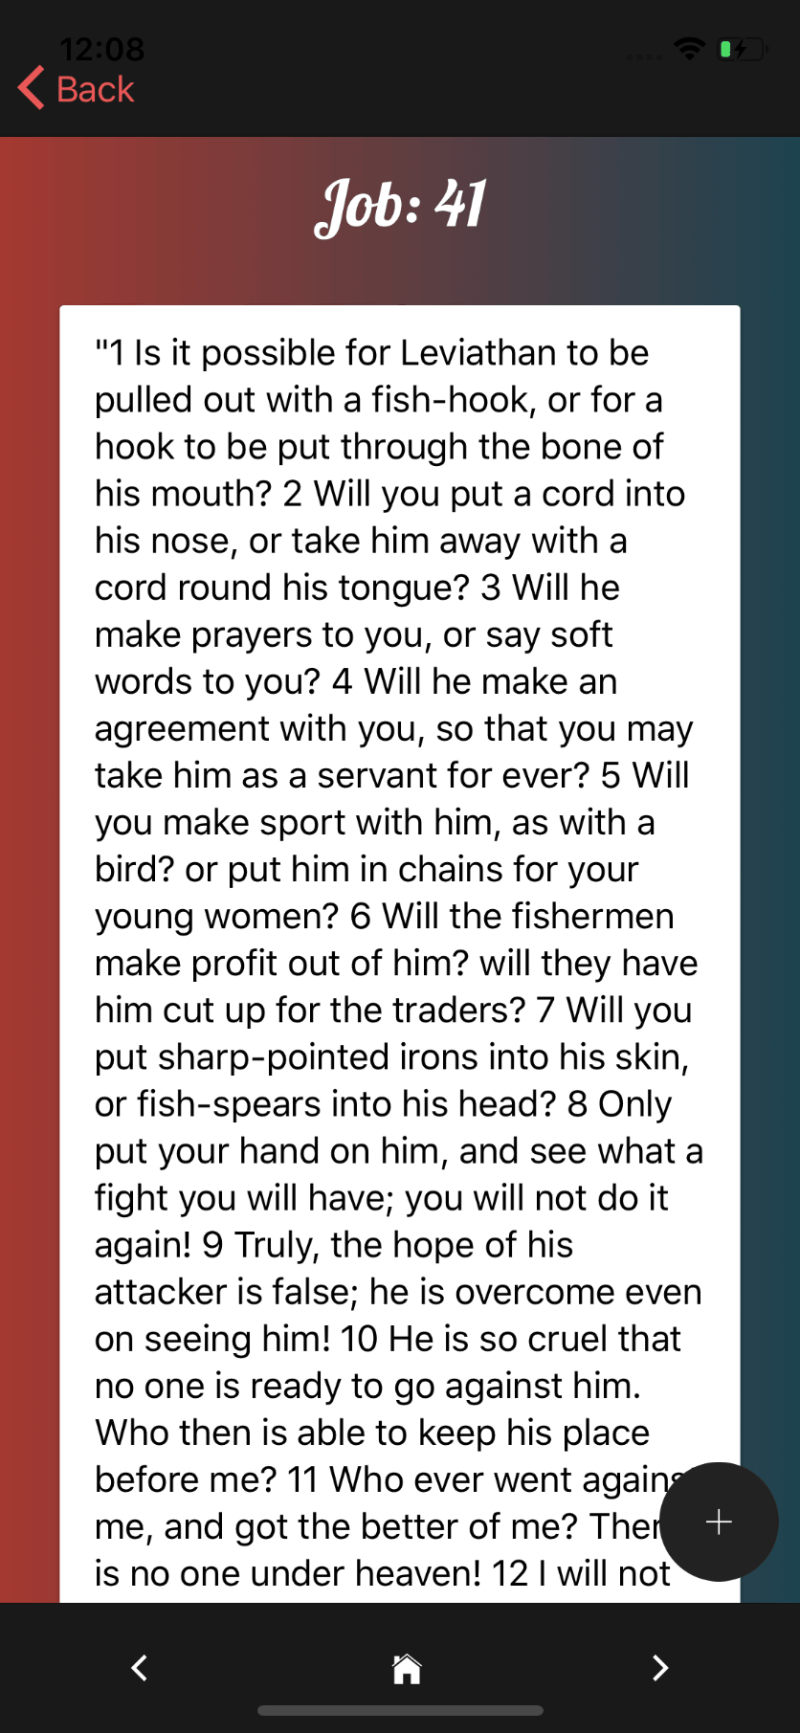 12:08
Back
Job: 41
"1 Is it possible for Leviathan to be
pulled out with a fish-hook, or for a
hook to be put through the bone of
his mouth? 2 Will you put a cord into
his nose, or take him away with a
cord round his tongue? 3 Will he
make prayers to you, or say soft
words to you? 4 Will he make an
agreement with you, so that you may
take him as a servant for ever? 5 Will
you make sport with him, as with a
bird? or put him in chains for your
young women? 6 Will the fishermen
make profit out of him? will they have
him cut up for the traders? 7 Will you
put sharp-pointed irons into his skin,
or fish-spears into his head? 8 Only
put your hand on him, and see what a
fight you will have; you will not do it
again! 9 Truly, the hope of his
attacker is false; he is overcome even
on seeing him! 10 He is so cruel that
no one is ready to go against him.
Who then is able to keep his place
before me? 11 Who ever went
me, and got the better of me?
is no one under heaven! 12 I will not